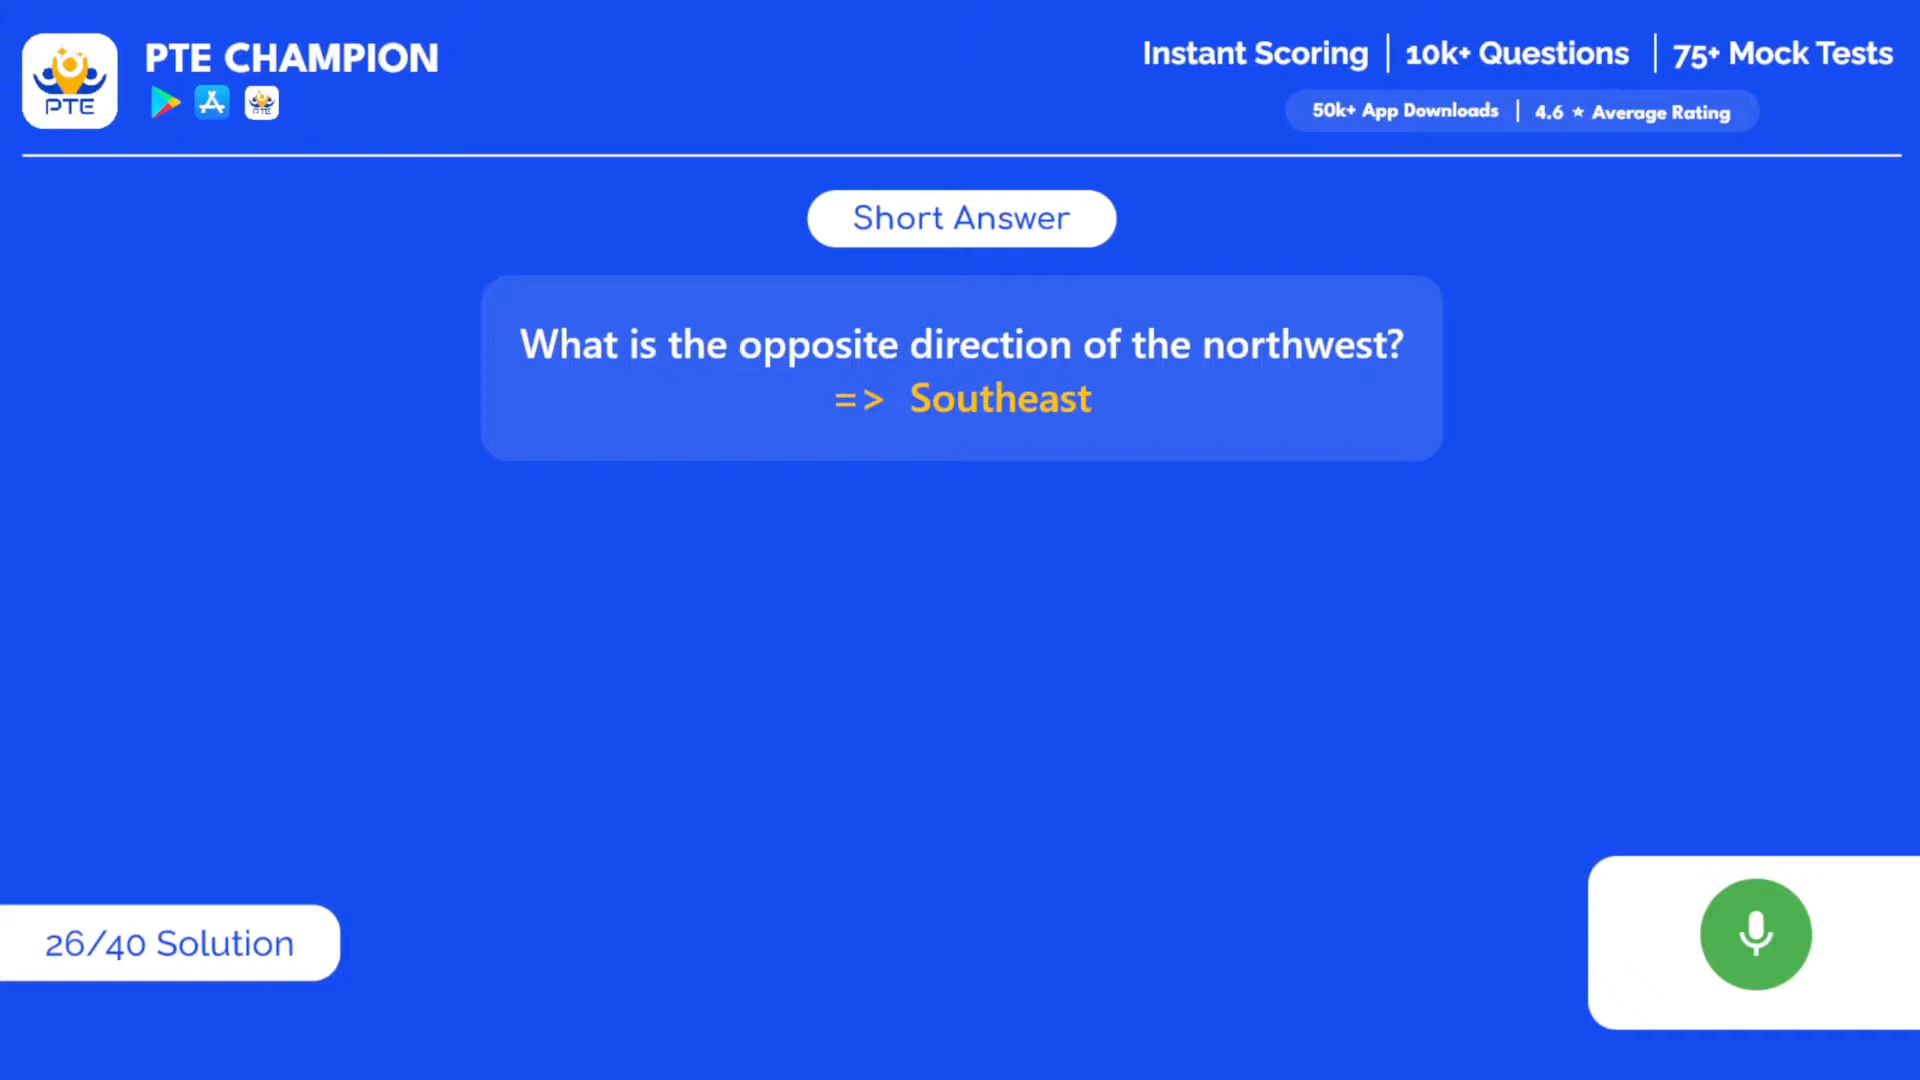 PTE CHAMPION
PTE
PTE
Instant Scoring | 10k+ Questions | 75+ Mock Tests
50k+ App Downloads | 4.6 ★ Average Rating
Short Answer
What is the opposite direction of the northwest?
=> Southeast
26/40 Solution